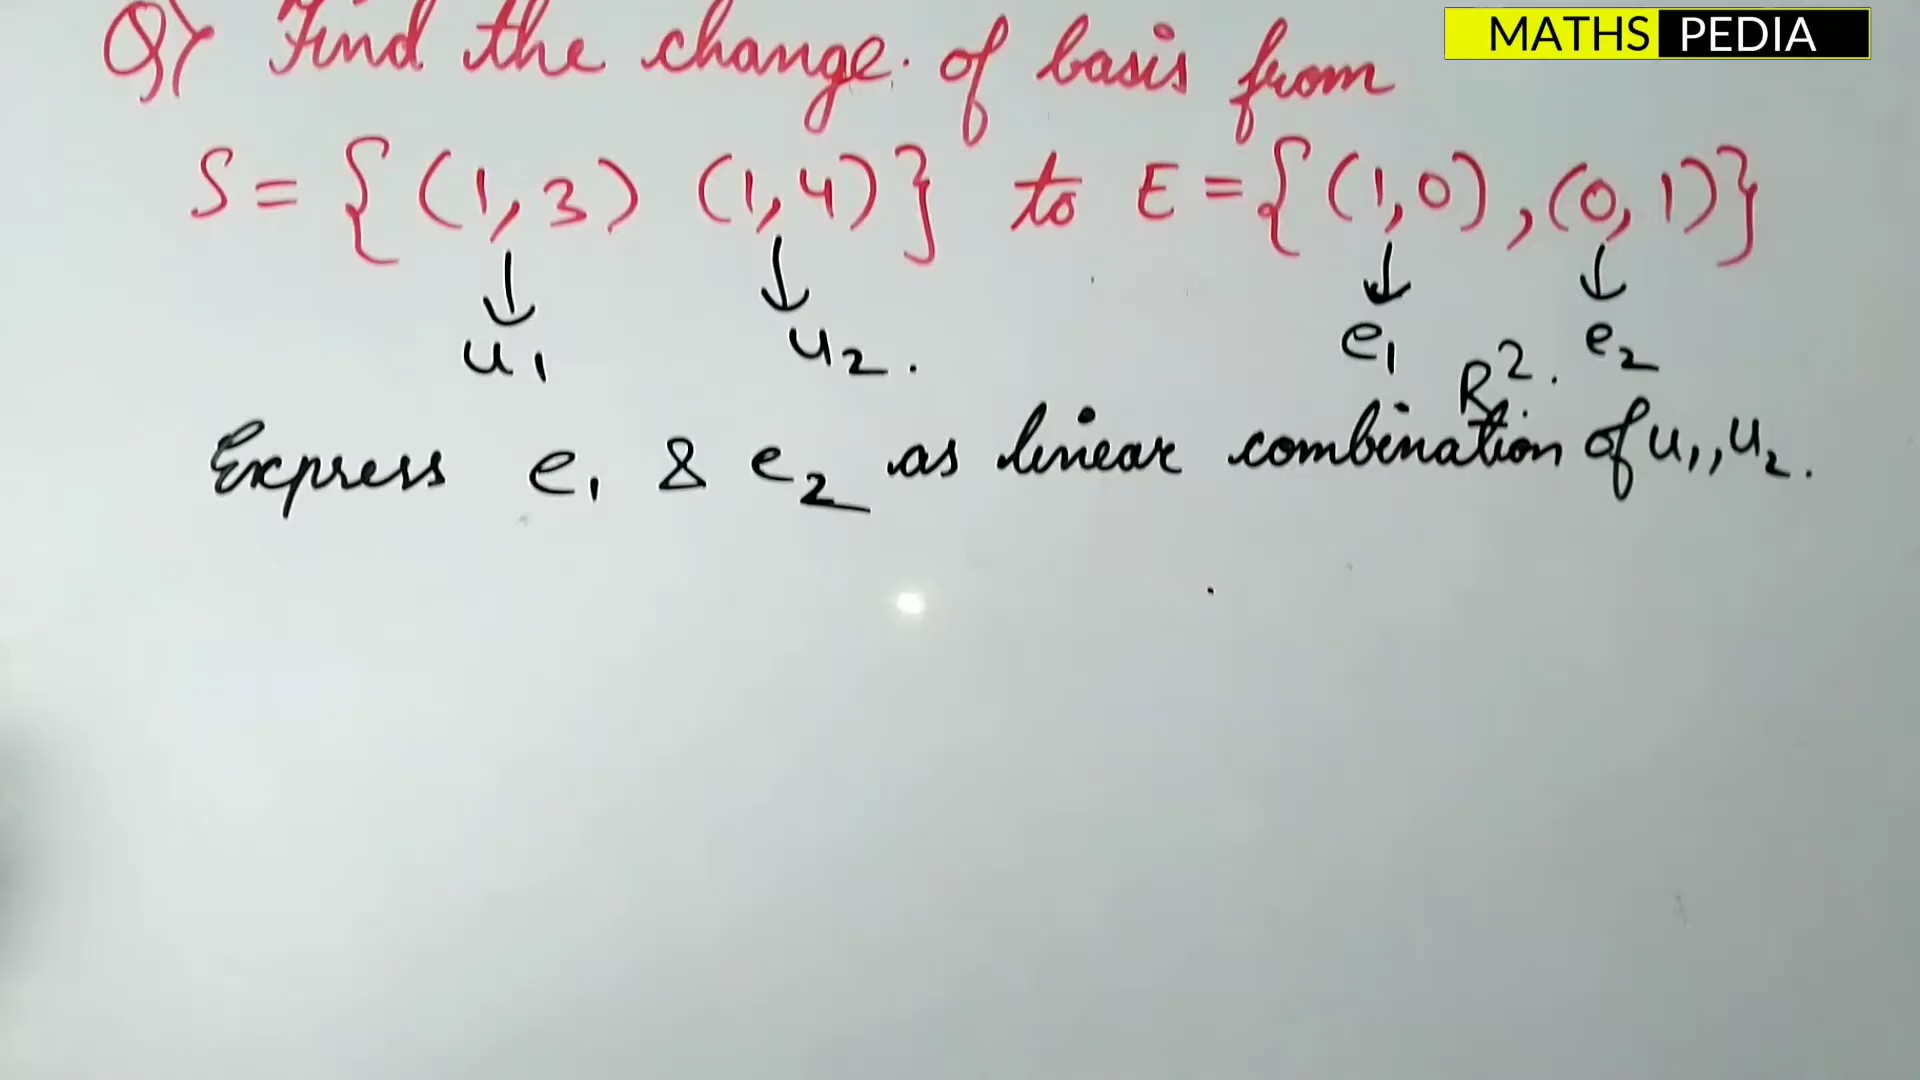 MATHS PEDIA
Q) Find the change. of basis from
S = { (1, 3) (1, 4) } to E = { (1, 0) , (0, 1) }
↓ ↓ ↓ ↓
u1 u2 . e1 e2
R2 .
Express e1 & e2 as linear combination of u1,, u2 .